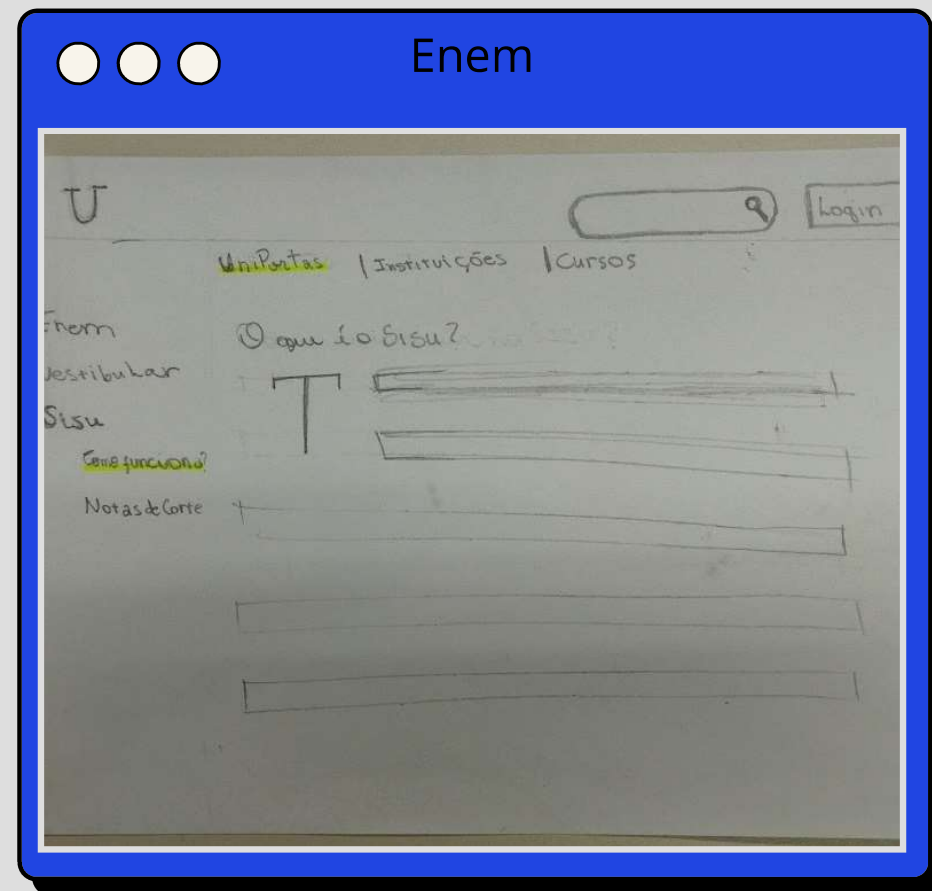 Enem
U
Login
UniPortas | Instituições | Cursos
Enem
O que é o Sisu?
Vestibular
T
Sisu
Como funciona?
Notas de Corte